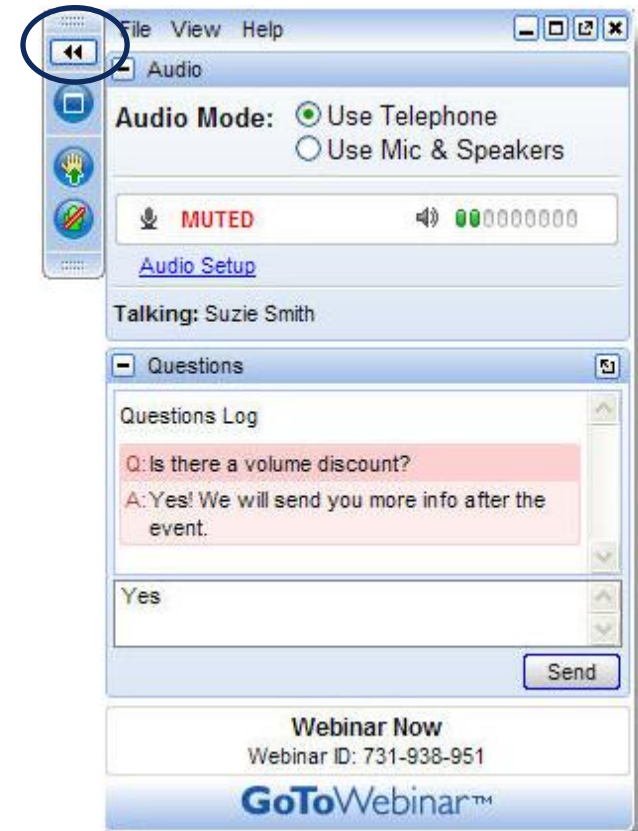 File View Help
Audio
Audio Mode: Use Telephone
Use Mic & Speakers
MUTED
Audio Setup
Talking: Suzie Smith
Questions
Questions Log
Q: Is there a volume discount?
A: Yes! We will send you more info after the
event.
Yes
Send
Webinar Now
Webinar ID: 731-938-951
GoToWebinar™